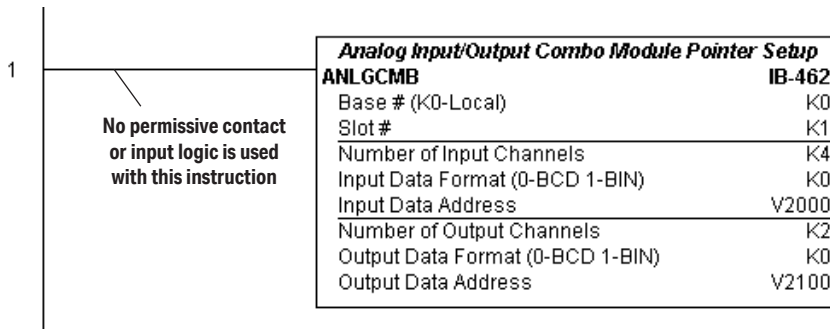 Analog Input/Output Combo Module Pointer Setup
1
ANLGCMB IB-462
Base # (K0-Local) K0
No permissive contact
or input logic is used
with this instruction
Slot # K1
Number of Input Channels K4
Input Data Format (0-BCD 1-BIN) K0
Input Data Address V2000
Number of Output Channels K2
Output Data Format (0-BCD 1-BIN) K0
Output Data Address V2100